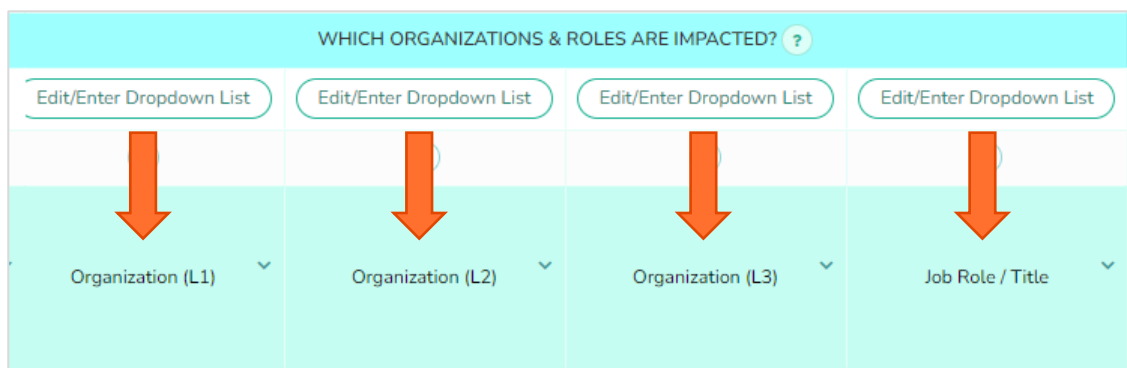 WHICH ORGANIZATIONS & ROLES ARE IMPACTED? ?
Edit/Enter Dropdown List Edit/Enter Dropdown List Edit/Enter Dropdown List Edit/Enter Dropdown List
Organization (L1) Organization (L2) Organization (L3) Job Role / Title